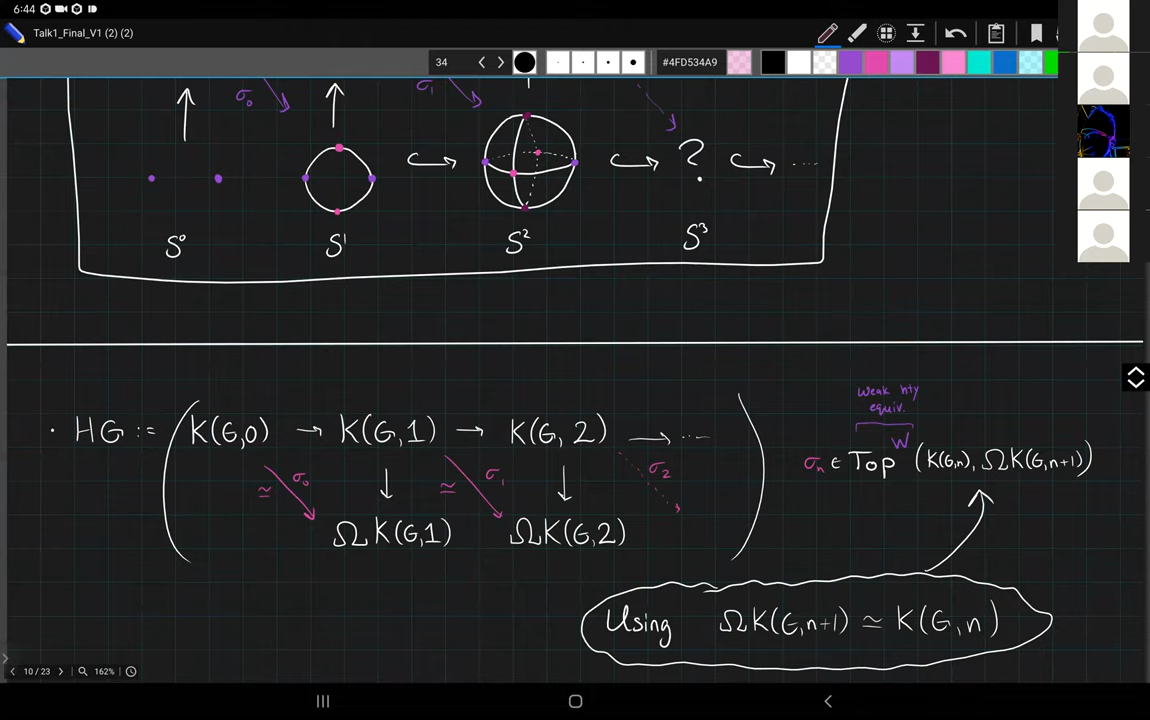 6:44
Talk1_Final_V1 (2) (2)
34
#4FD534A9
σ₀
σ₁
?
....
S⁰
S¹
S²
S³
weak hty
equiv.
W
· HG := ( K(G,0) → K(G,1) → K(G,2) → ... )
σₙ ∈ Top (K(G,n), ΩK(G,n+1))
≃ σ₀
≃ σ₁
σ₂
ΩK(G,1)
ΩK(G,2)
Using ΩK(G,n+1) ≃ K(G,n)
10/23
162%